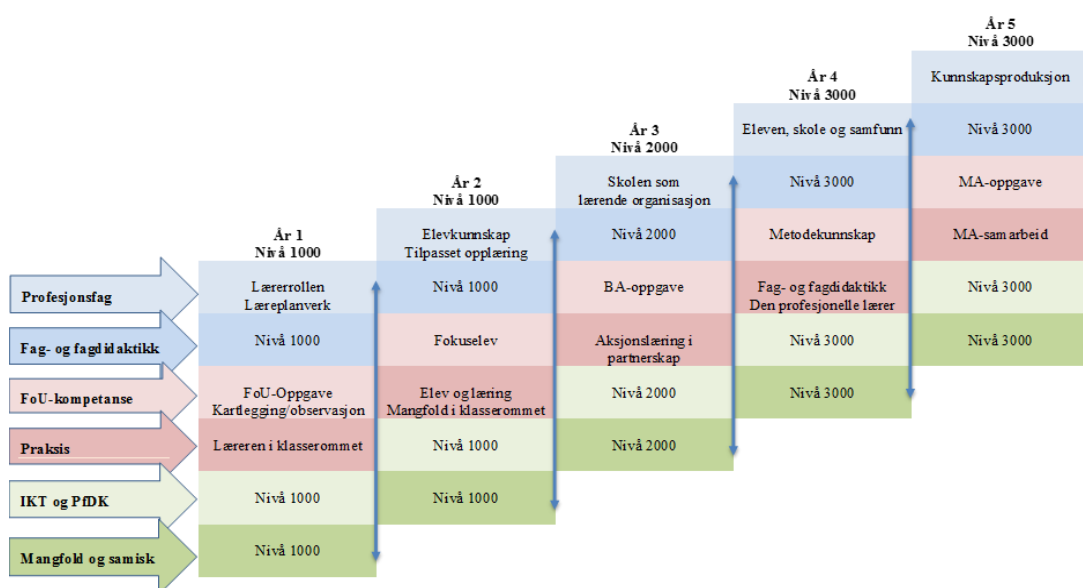 År 1
Nivå 1000
År 2
Nivå 1000
År 3
Nivå 2000
År 4
Nivå 3000
År 5
Nivå 3000
Profesjonsfag
Lærerrollen
Læreplanverk
Elevkunnskap
Tilpasset opplæring
Skolen som
lærende organisasjon
Eleven, skole og samfunn
Kunnskapsproduksjon
Fag- og fagdidaktikk
Nivå 1000
Nivå 1000
Nivå 2000
Nivå 3000
Nivå 3000
FoU-kompetanse
FoU-Oppgave
Kartlegging/observasjon
Fokuselev
BA-oppgave
Metodekunnskap
MA-oppgave
Praksis
Læreren i klasserommet
Elev og læring
Mangfold i klasserommet
Aksjonslæring i
partnerskap
Fag- og fagdidaktikk
Den profesjonelle lærer
MA-samarbeid
IKT og PfDK
Nivå 1000
Nivå 1000
Nivå 2000
Nivå 3000
Nivå 3000
Mangfold og samisk
Nivå 1000
Nivå 1000
Nivå 2000
Nivå 3000
Nivå 3000